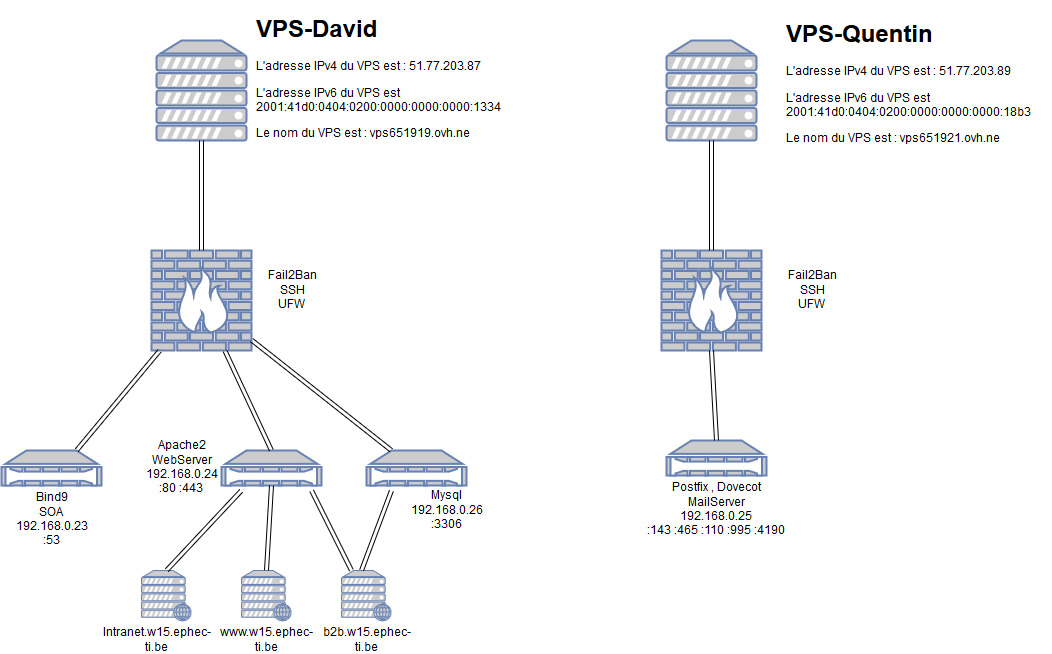 VPS-David
L'adresse IPv4 du VPS est : 51.77.203.87
L'adresse IPv6 du VPS est
2001:41d0:0404:0200:0000:0000:0000:1334
Le nom du VPS est : vps651919.ovh.ne
VPS-Quentin
L'adresse IPv4 du VPS est : 51.77.203.89
L'adresse IPv6 du VPS est
2001:41d0:0404:0200:0000:0000:0000:18b3
Le nom du VPS est : vps651921.ovh.ne
Fail2Ban
SSH
UFW
Fail2Ban
SSH
UFW
Bind9
SOA
192.168.0.23
:53
Apache2
WebServer
192.168.0.24
:80 :443
Mysql
192.168.0.26
:3306
Postfix , Dovecot
MailServer
192.168.0.25
:143 :465 :110 :995 :4190
Intranet.w15.ephec-
ti.be
www.w15.ephec-
ti.be
b2b.w15.ephec-
ti.be